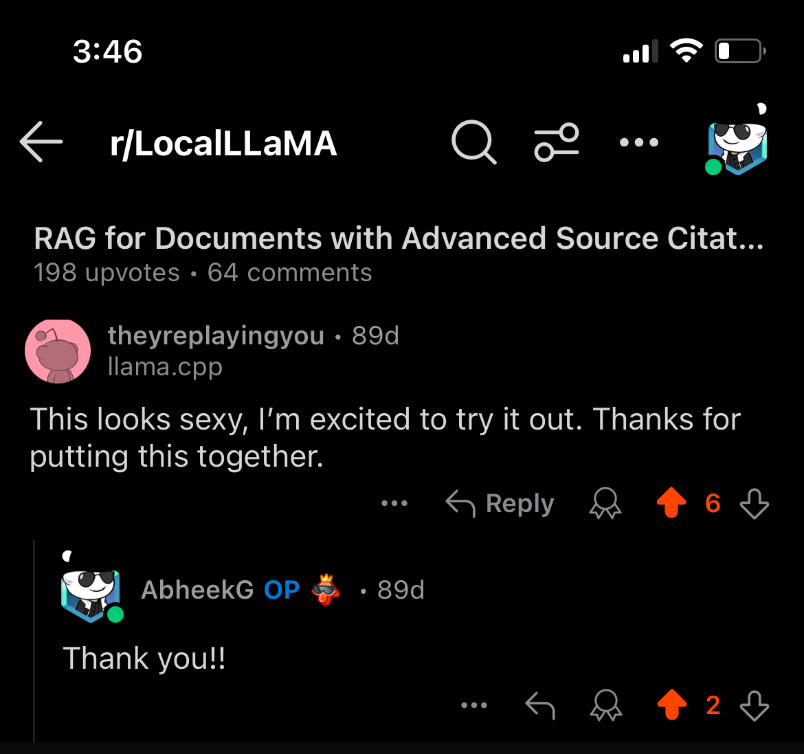 3:46
r/LocalLLaMA
RAG for Documents with Advanced Source Citat...
198 upvotes • 64 comments
theyreplayingyou • 89d
llama.cpp
This looks sexy, I’m excited to try it out. Thanks for
putting this together.
Reply 6
AbheekG OP • 89d
Thank you!!
2